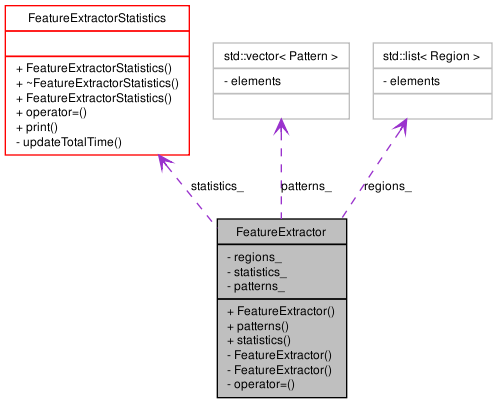 FeatureExtractorStatistics
+ FeatureExtractorStatistics()
+ ~FeatureExtractorStatistics()
+ FeatureExtractorStatistics()
+ operator=()
+ print()
- updateTotalTime()
std::vector< Pattern >
- elements
std::list< Region >
- elements
statistics_
patterns_
regions_
FeatureExtractor
- regions_
- statistics_
- patterns_
+ FeatureExtractor()
+ patterns()
+ statistics()
- FeatureExtractor()
- FeatureExtractor()
- operator=()